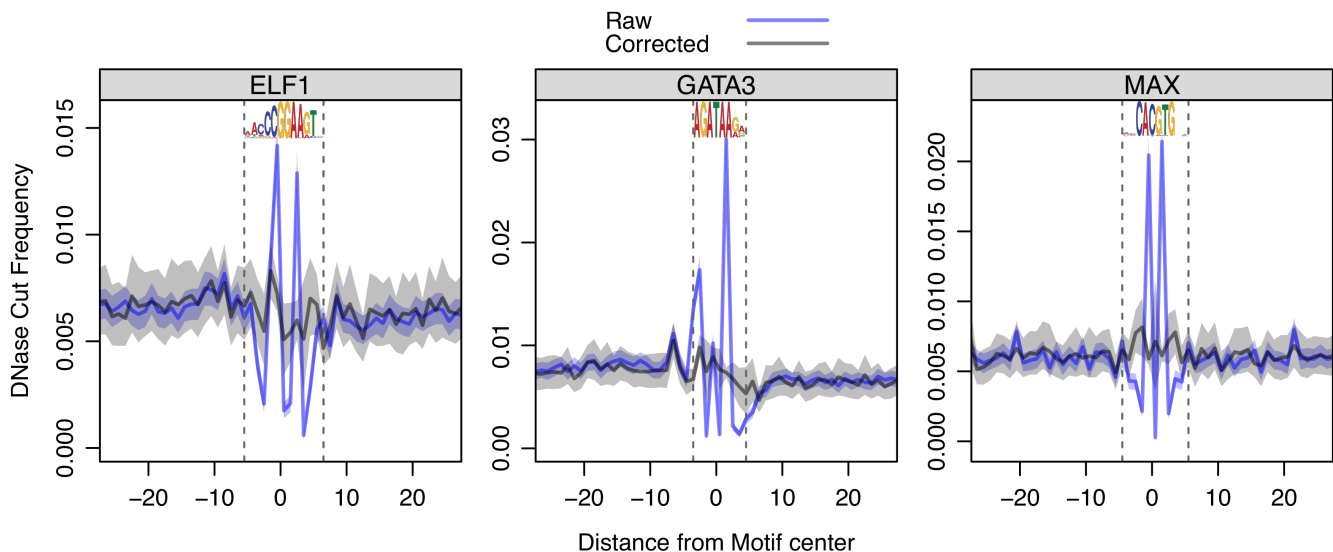 Raw
Corrected
ELF1
GATA3
MAX
DNase Cut Frequency
0.015
0.010
0.005
0.000
CCGGAAGT
−20 −10 0 10 20
0.03
0.02
0.01
0.00
AGATAAGA
−20 −10 0 10 20
0.020
0.015
0.010
0.005
0.000
CACGTG
−20 −10 0 10 20
Distance from Motif center